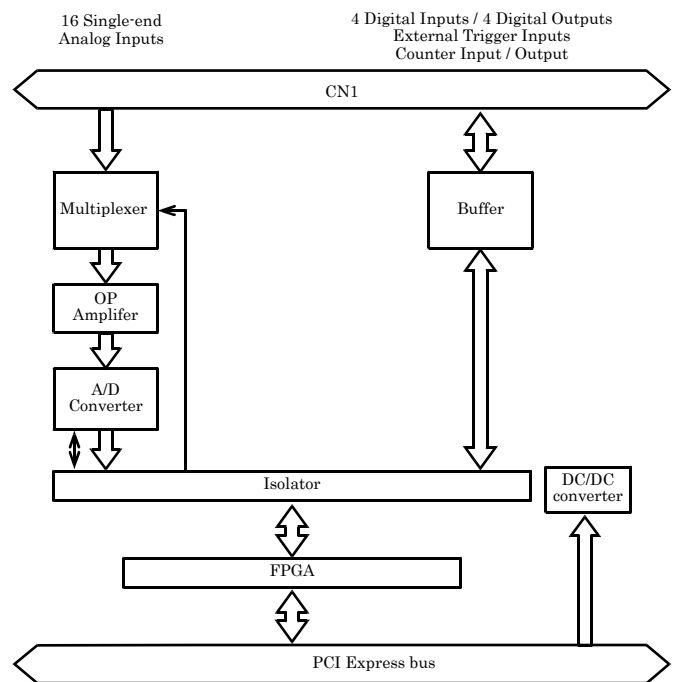 16 Single-end
Analog Inputs
4 Digital Inputs / 4 Digital Outputs
External Trigger Inputs
Counter Input / Output
CN1
Multiplexer
Buffer
OP
Amplifer
A/D
Converter
Isolator
DC/DC
converter
FPGA
PCI Express bus